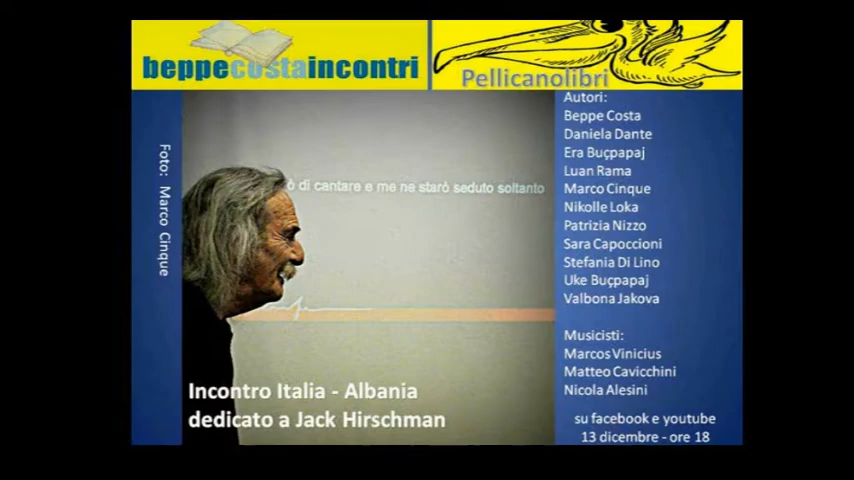 beppecostaincontri
Pellicanolibri
Foto: Marco Cinque
ò di cantare e me ne starò seduto soltanto
Incontro Italia - Albania
dedicato a Jack Hirschman
Autori:
Beppe Costa
Daniela Dante
Era Buçpapaj
Luan Rama
Marco Cinque
Nikolle Loka
Patrizia Nizzo
Sara Capoccioni
Stefania Di Lino
Uke Buçpapaj
Valbona Jakova
Musicisti:
Marcos Vinicius
Matteo Cavicchini
Nicola Alesini
su facebook e youtube
13 dicembre - ore 18